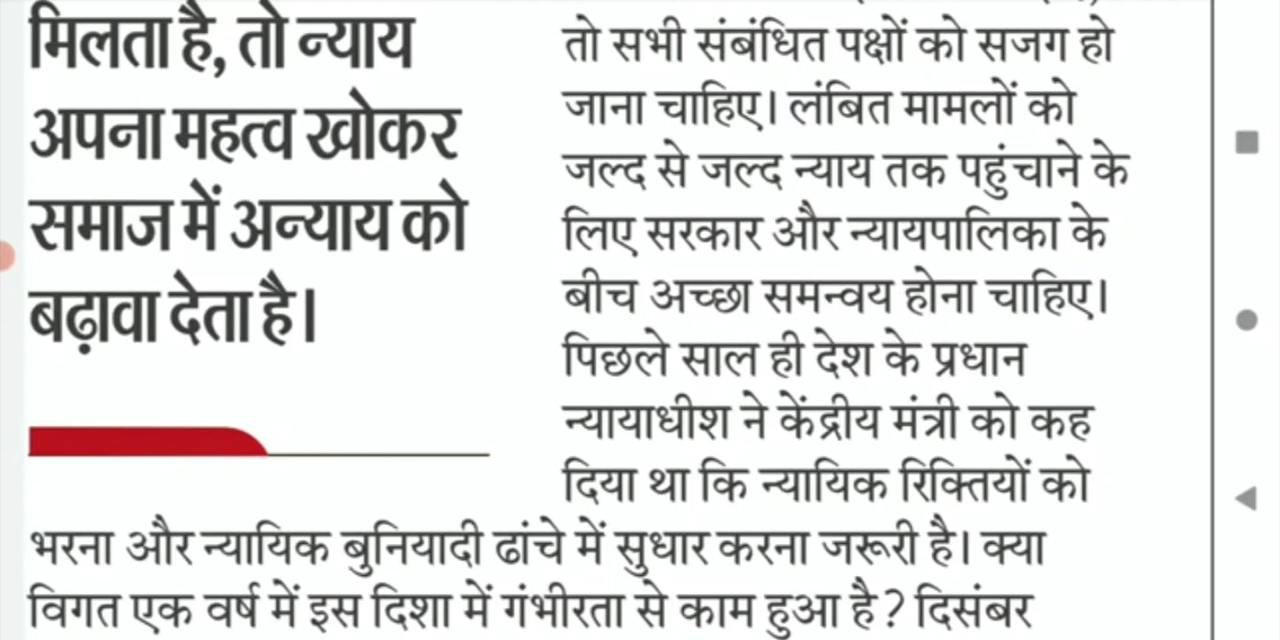 मिलता है, तो न्याय
अपना महत्व खोकर
समाज में अन्याय को
बढ़ावा देता है।
तो सभी संबंधित पक्षों को सजग हो
जाना चाहिए। लंबित मामलों को
जल्द से जल्द न्याय तक पहुंचाने के
लिए सरकार और न्यायपालिका के
बीच अच्छा समन्वय होना चाहिए।
पिछले साल ही देश के प्रधान
न्यायाधीश ने केंद्रीय मंत्री को कह
दिया था कि न्यायिक रिक्तियों को
भरना और न्यायिक बुनियादी ढांचे में सुधार करना जरूरी है। क्या
विगत एक वर्ष में इस दिशा में गंभीरता से काम हुआ है? दिसंबर